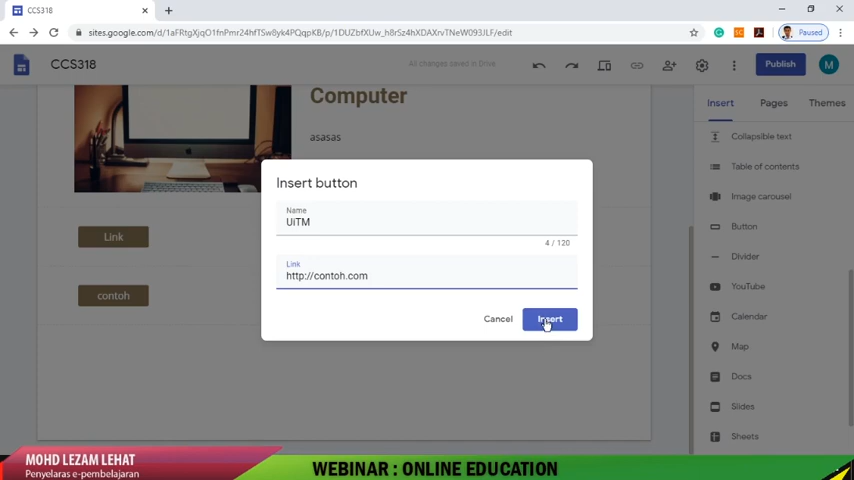 CCS318
sites.google.com/d/1aFRtgXjqO1fnPmr24hfTSw8yk4PQqpKB/p/1DUZbfXUw_h8rSz4hXDAXrvTNeW093JLF/edit
Paused
CCS318
All changes saved in Drive
Publish
M
Computer
asasas
Link
contoh
Insert button
Name
UiTM
4 / 120
Link
http://contoh.com
Cancel
Insert
Insert
Pages
Themes
Collapsible text
Table of contents
Image carousel
Button
Divider
YouTube
Calendar
Map
Docs
Slides
Sheets
MOHD LEZAM LEHAT
Penyelaras e-pembelajaran
WEBINAR : ONLINE EDUCATION